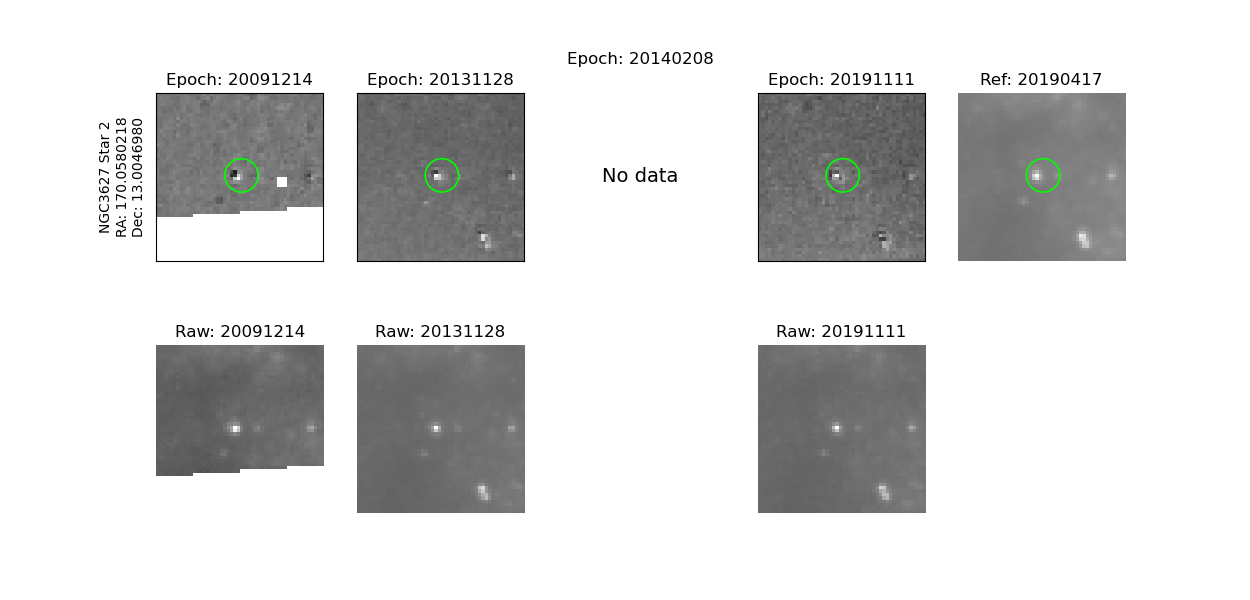 Epoch: 20140208
Epoch: 20091214
Epoch: 20131128
Epoch: 20191111
Ref: 20190417
NGC3627 Star 2
RA: 170.0580218
Dec: 13.0046980
No data
Raw: 20091214
Raw: 20131128
Raw: 20191111